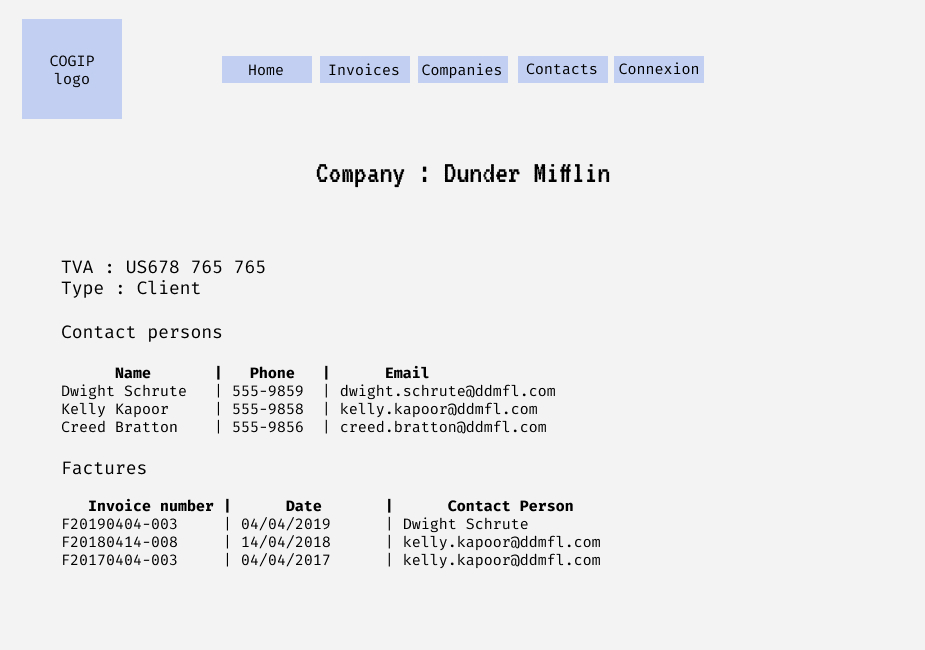 COGIP
logo
Home Invoices Companies Contacts Connexion
Company : Dunder Mifflin
TVA : US678 765 765
Type : Client
Contact persons
Name | Phone | Email
Dwight Schrute | 555-9859 | dwight.schrute@ddmfl.com
Kelly Kapoor | 555-9858 | kelly.kapoor@ddmfl.com
Creed Bratton | 555-9856 | creed.bratton@ddmfl.com
Factures
Invoice number | Date | Contact Person
F20190404-003 | 04/04/2019 | Dwight Schrute
F20180414-008 | 14/04/2018 | kelly.kapoor@ddmfl.com
F20170404-003 | 04/04/2017 | kelly.kapoor@ddmfl.com